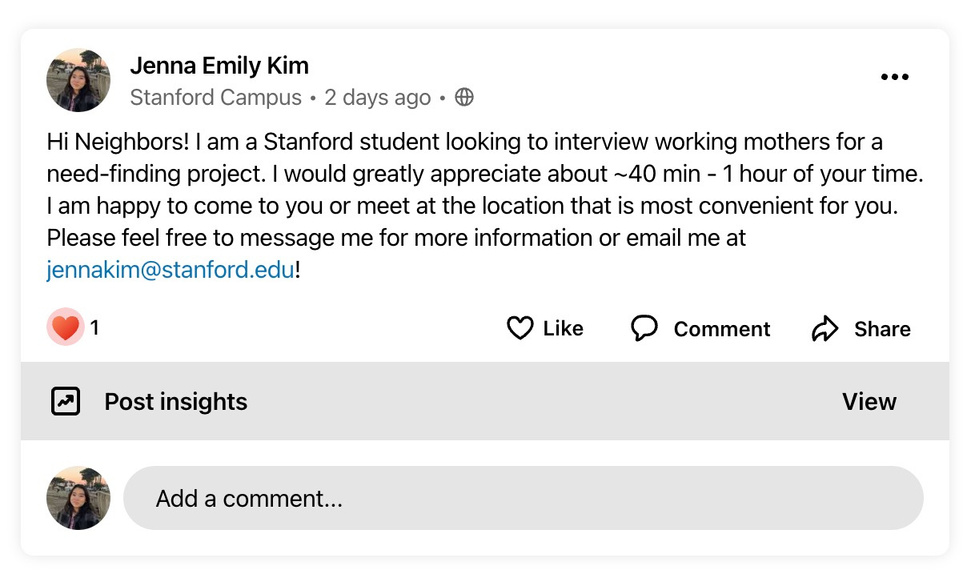 Jenna Emily Kim
Stanford Campus • 2 days ago •
Hi Neighbors! I am a Stanford student looking to interview working mothers for a
need-finding project. I would greatly appreciate about ~40 min - 1 hour of your time.
I am happy to come to you or meet at the location that is most convenient for you.
Please feel free to message me for more information or email me at
jennakim@stanford.edu!
1 Like Comment Share
Post insights View
Add a comment...